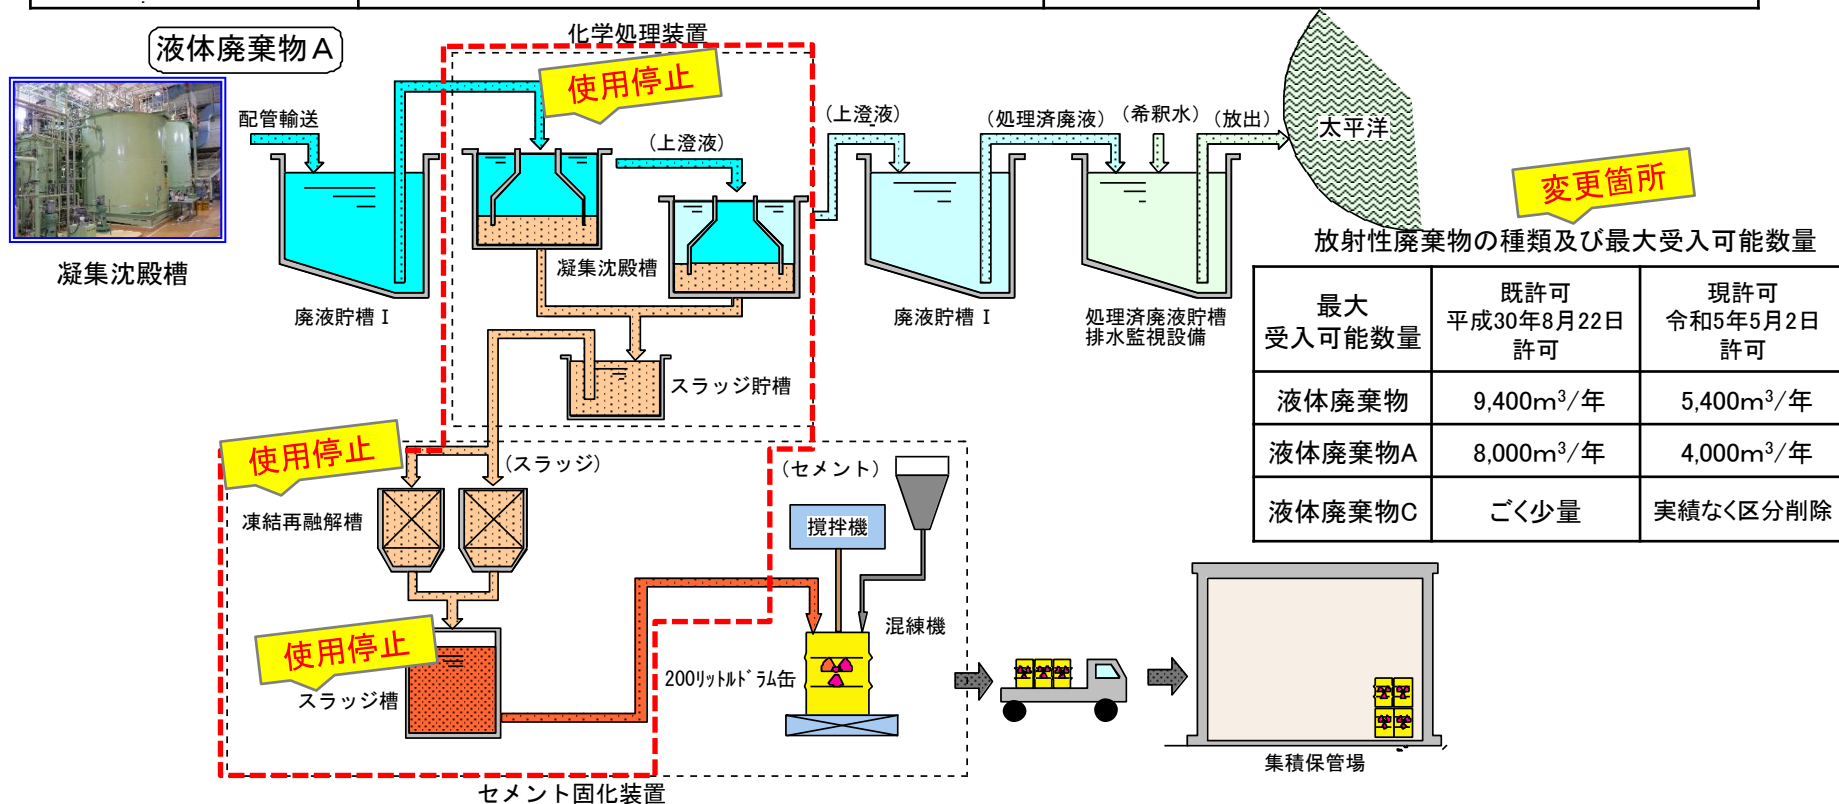 液体廃棄物A
化学処理装置
使用停止
配管輸送
(上澄液)
(上澄液)
(処理済廃液)
(希釈水)
(放出)
太平洋
凝集沈殿槽
廃液貯槽Ⅰ
凝集沈殿槽
廃液貯槽Ⅰ
処理済廃液貯槽
排水監視設備
スラッジ貯槽
変更箇所
放射性廃棄物の種類及び最大受入可能数量
最大
受入可能数量
既許可
平成30年8月22日
許可
現許可
令和5年5月2日
許可
液体廃棄物 9,400m³/年 5,400m³/年
液体廃棄物A 8,000m³/年 4,000m³/年
液体廃棄物C ごく少量 実績なく区分削除
使用停止
(スラッジ)
凍結再融解槽
(セメント)
撹拌機
混練機
使用停止
スラッジ槽
200リットルドラム缶
集積保管場
セメント固化装置